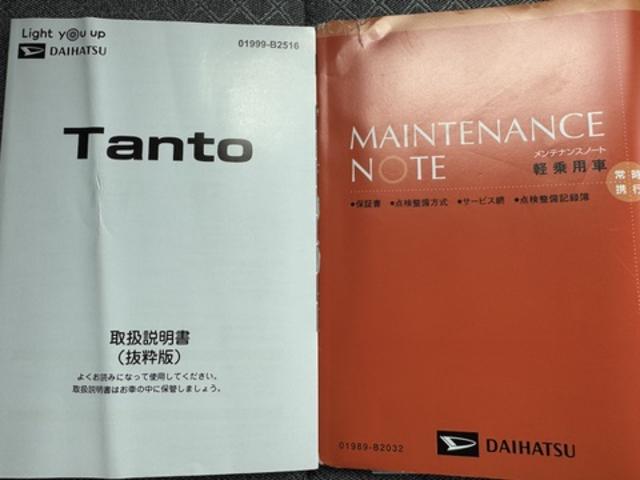 Light you up
DAIHATSU
01999-B2516
Tanto
取扱説明書
（抜粋版）
よくお読みになって使用してください。
取扱説明書はお車の中に保管しましょう。
MAINTENANCE
NOTE
メンテナンスノート
軽乗用車
常時
携行
●保証書 ●点検整備方式 ●サービス網 ●点検整備記録簿
01989-B2032
DAIHATSU